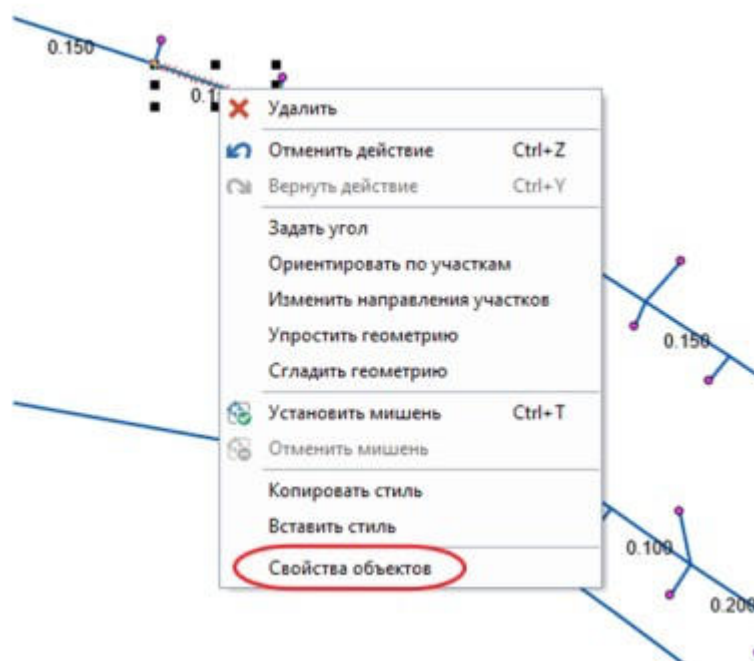 0.150
0.1
Удалить
Отменить действие Ctrl+Z
Вернуть действие Ctrl+Y
Задать угол
Ориентировать по участкам
Изменить направления участков
Упростить геометрию
Сгладить геометрию
0.150
Установить мишень Ctrl+T
Отменить мишень
Копировать стиль
Вставить стиль
0.100
Свойства объектов
0.200